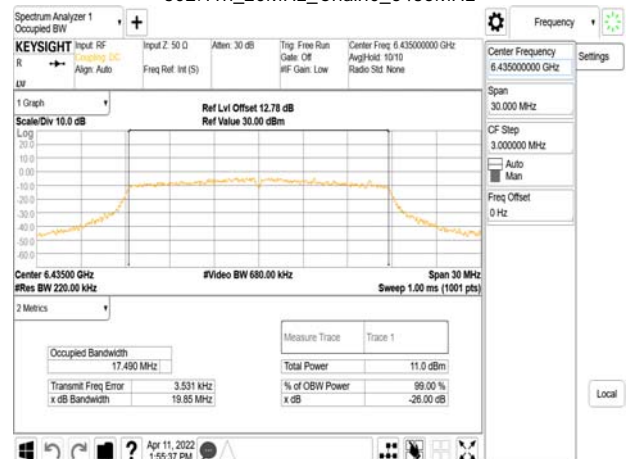 Spectrum Analyzer 1
Occupied BW
Frequency
KEYSIGHT
R
Input: RF
Coupling: DC
Align: Auto
Input Z: 50 Ω
Freq Ref: Int (S)
Atten: 30 dB
Trig: Free Run
Gate: Off
#IF Gain: Low
Center Freq: 6.435000000 GHz
Avg|Hold: 10/10
Radio Std: None
Center Frequency
6.435000000 GHz
Settings
Span
30.000 MHz
CF Step
3.000000 MHz
Auto
Man
Freq Offset
0 Hz
1 Graph
Scale/Div 10.0 dB
Ref Lvl Offset 12.78 dB
Ref Value 30.00 dBm
Log
20.0
10.0
0.00
-10.0
-20.0
-30.0
-40.0
-50.0
-60.0
Center 6.43500 GHz
#Video BW 680.00 kHz
Span 30 MHz
#Res BW 220.00 kHz
Sweep 1.00 ms (1001 pts)
2 Metrics
Measure Trace Trace 1
Occupied Bandwidth
17.490 MHz
Total Power 11.0 dBm
Transmit Freq Error 3.531 kHz
% of OBW Power 99.00 %
x dB Bandwidth 19.85 MHz
x dB -26.00 dB
Local
?
Apr 11, 2022
1:55:37 PM